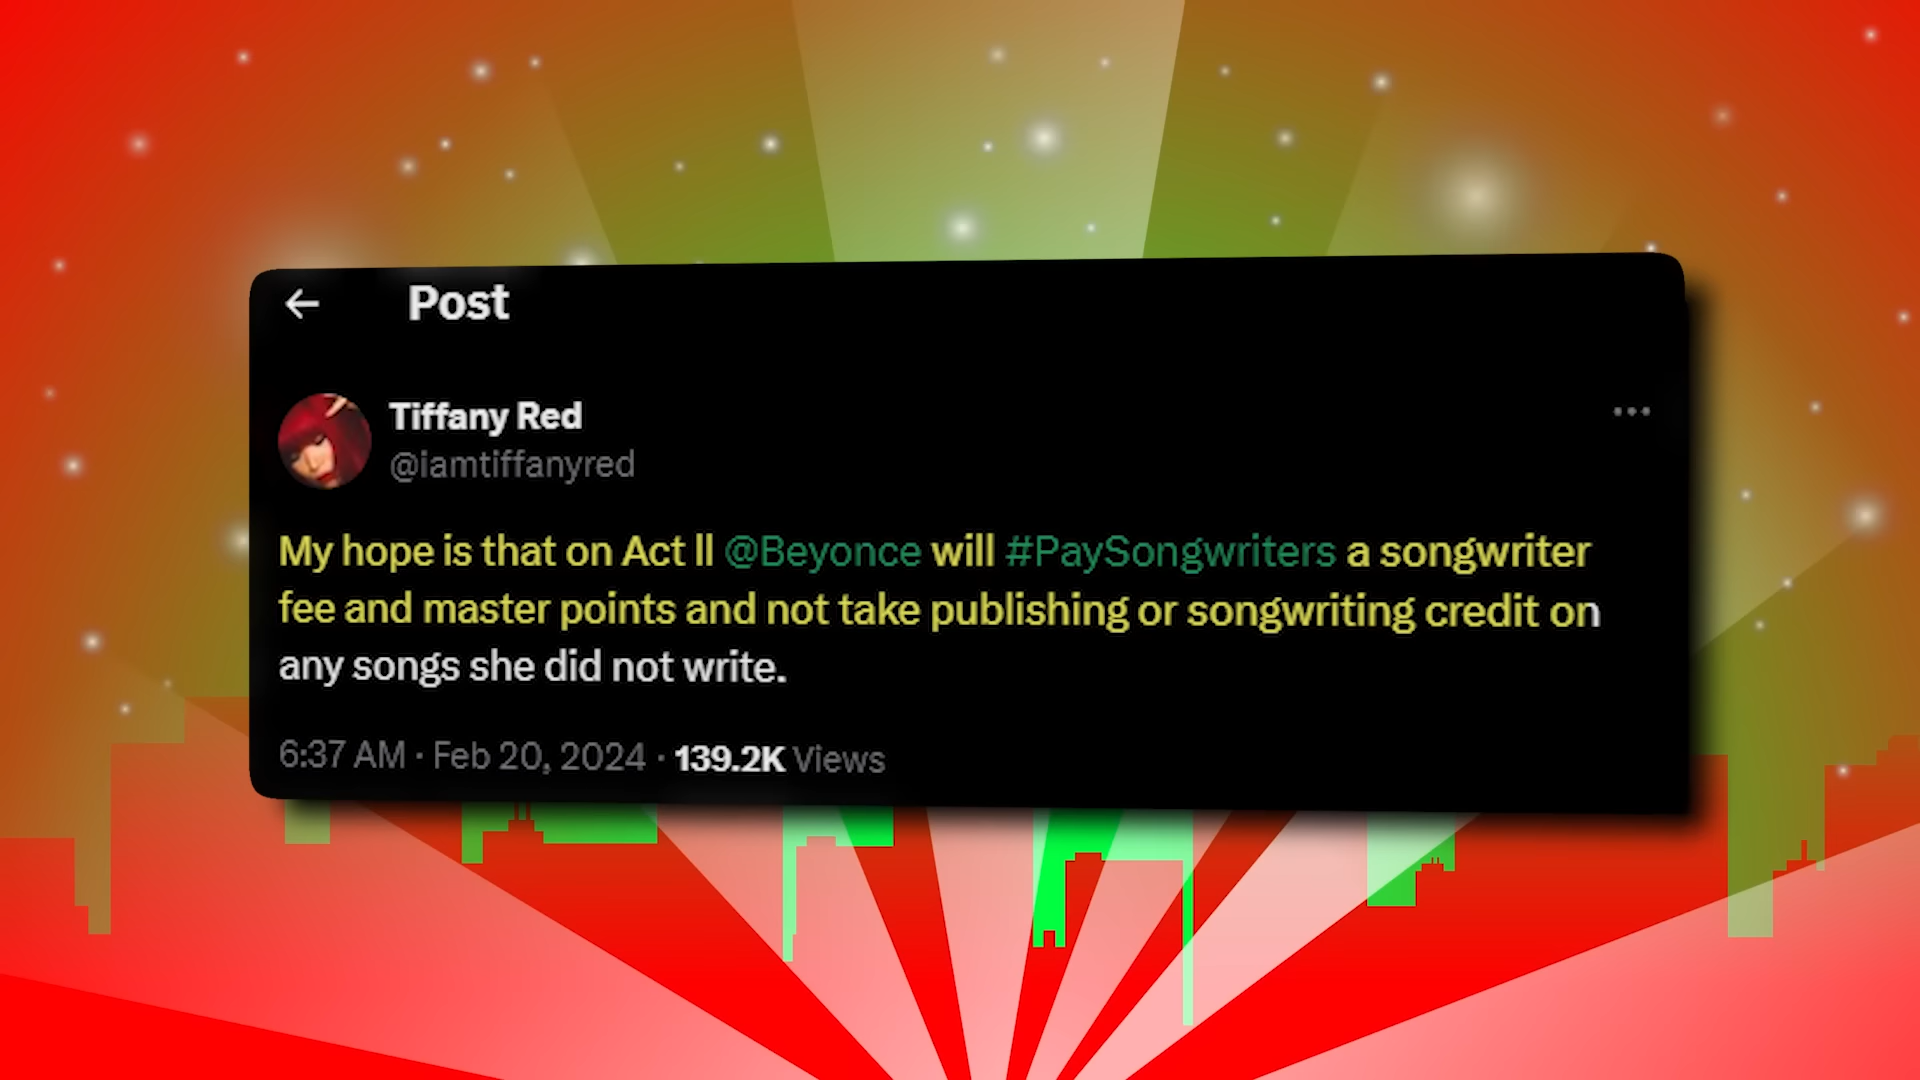 Post
Tiffany Red
@iamtiffanyred
My hope is that on Act ll @Beyonce will #PaySongwriters a songwriter
fee and master points and not take publishing or songwriting credit on
any songs she did not write.
6:37 AM · Feb 20, 2024 · 139.2K Views